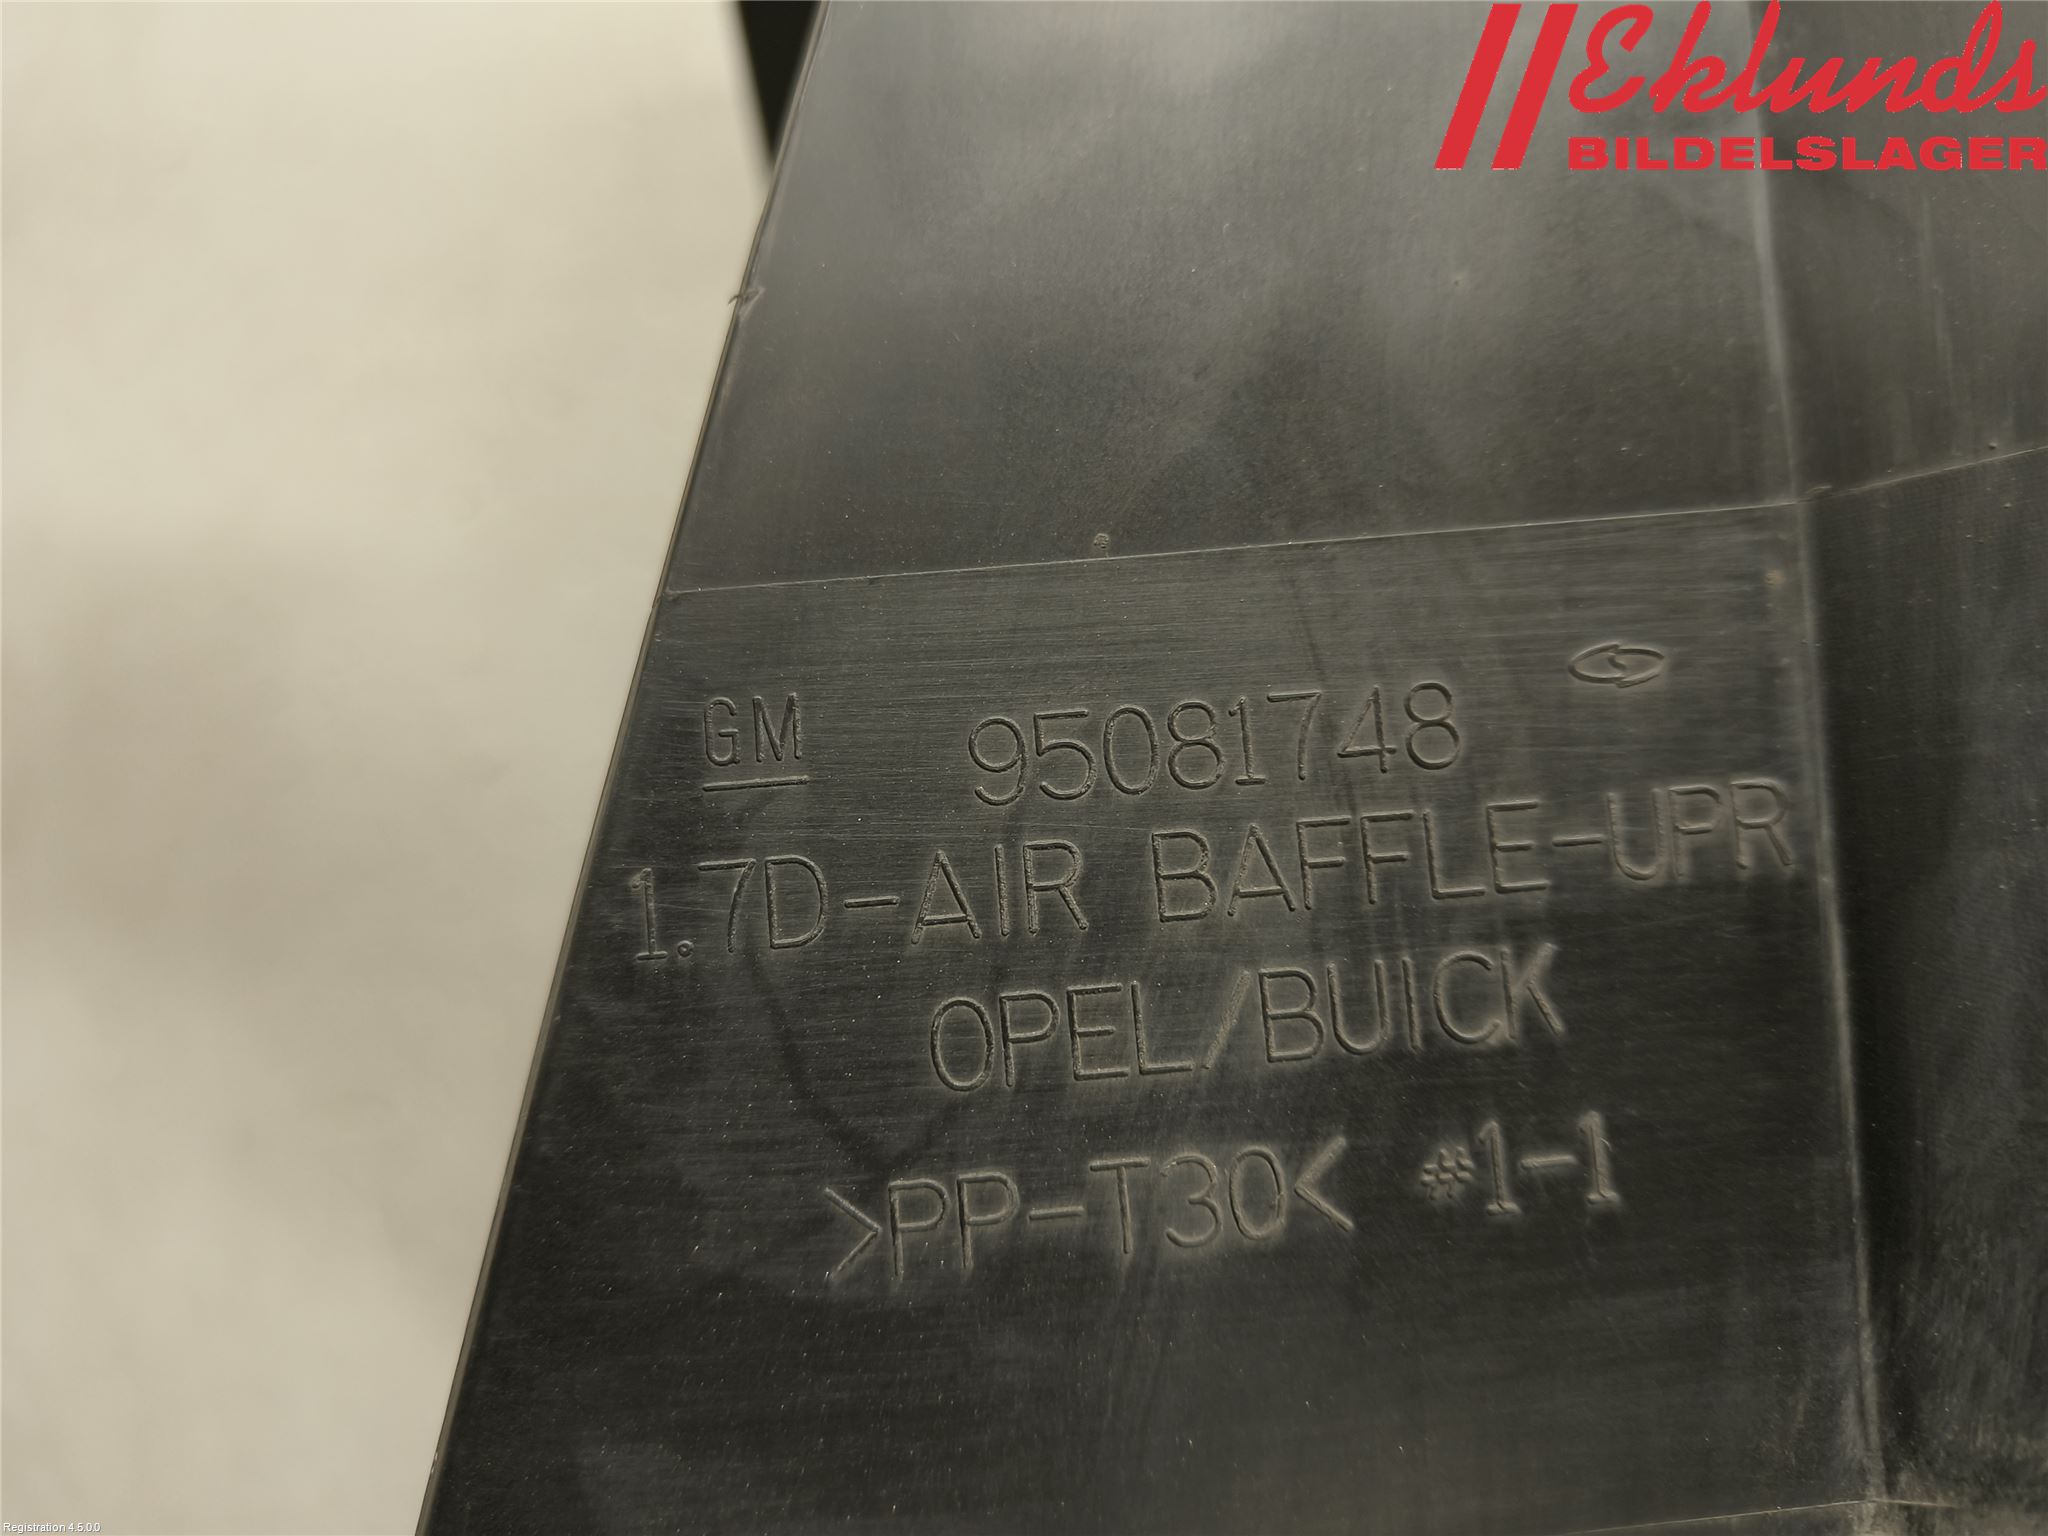 Eklunds
BILDELSLAGER
GM 95081748
1.7D-AIR BAFFLE-UPR
OPEL/BUICK
>PP-T30< #1-1
Registration 4.5.0.0